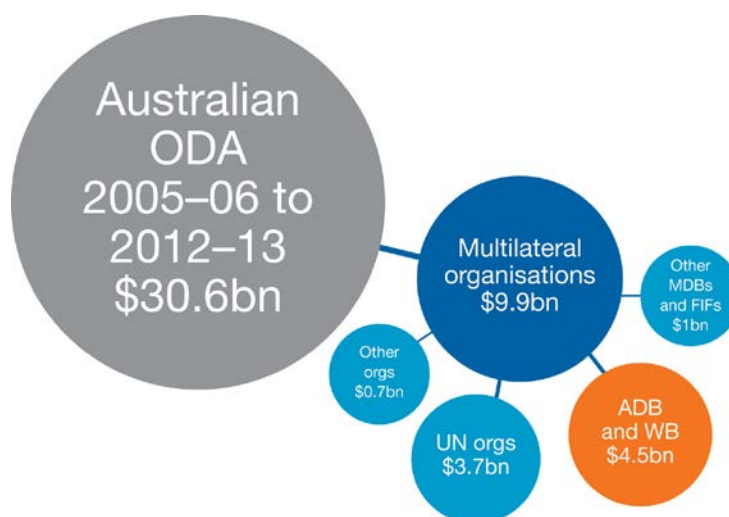 Australian
ODA
2005–06 to
2012–13
$30.6bn
Multilateral
organisations
$9.9bn
Other
MDBs
and FIFs
$1bn
Other
orgs
$0.7bn
UN orgs
$3.7bn
ADB
and WB
$4.5bn